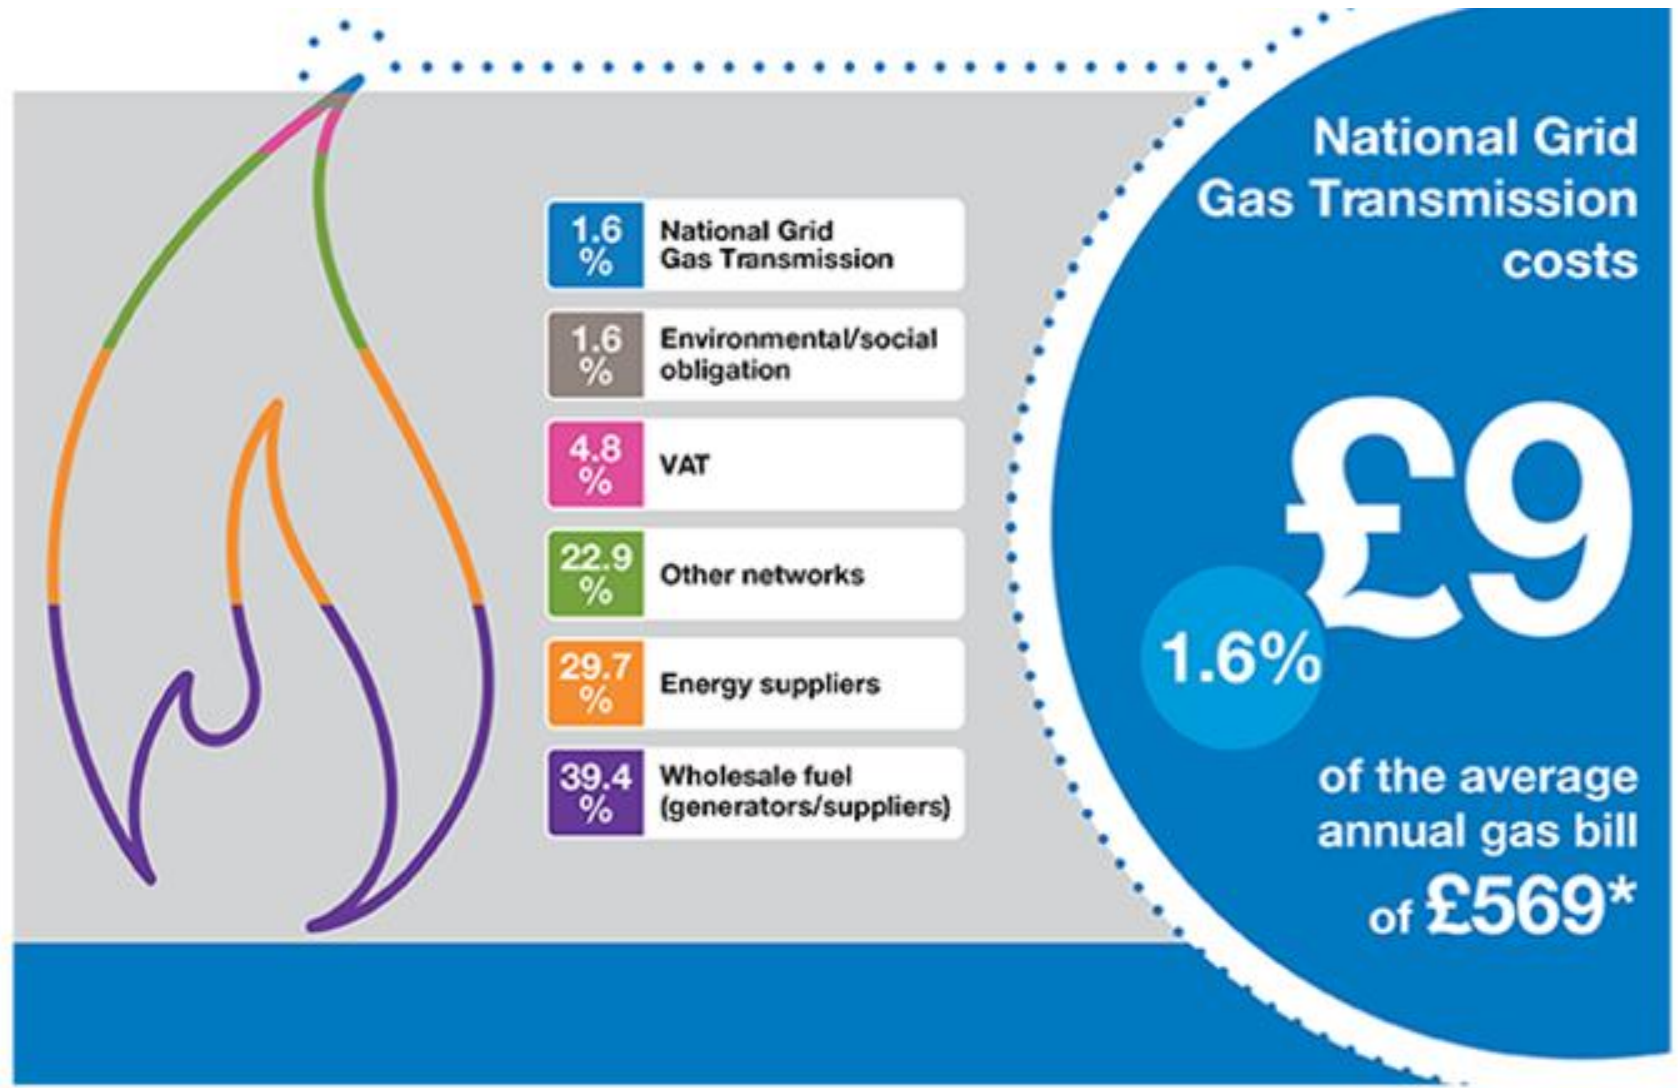 1.6
%
National Grid
Gas Transmission
1.6
%
Environmental/social
obligation
4.8
%
VAT
22.9
%
Other networks
29.7
%
Energy suppliers
39.4
%
Wholesale fuel
(generators/suppliers)
National Grid
Gas Transmission
costs
£9
1.6%
of the average
annual gas bill
of £569*